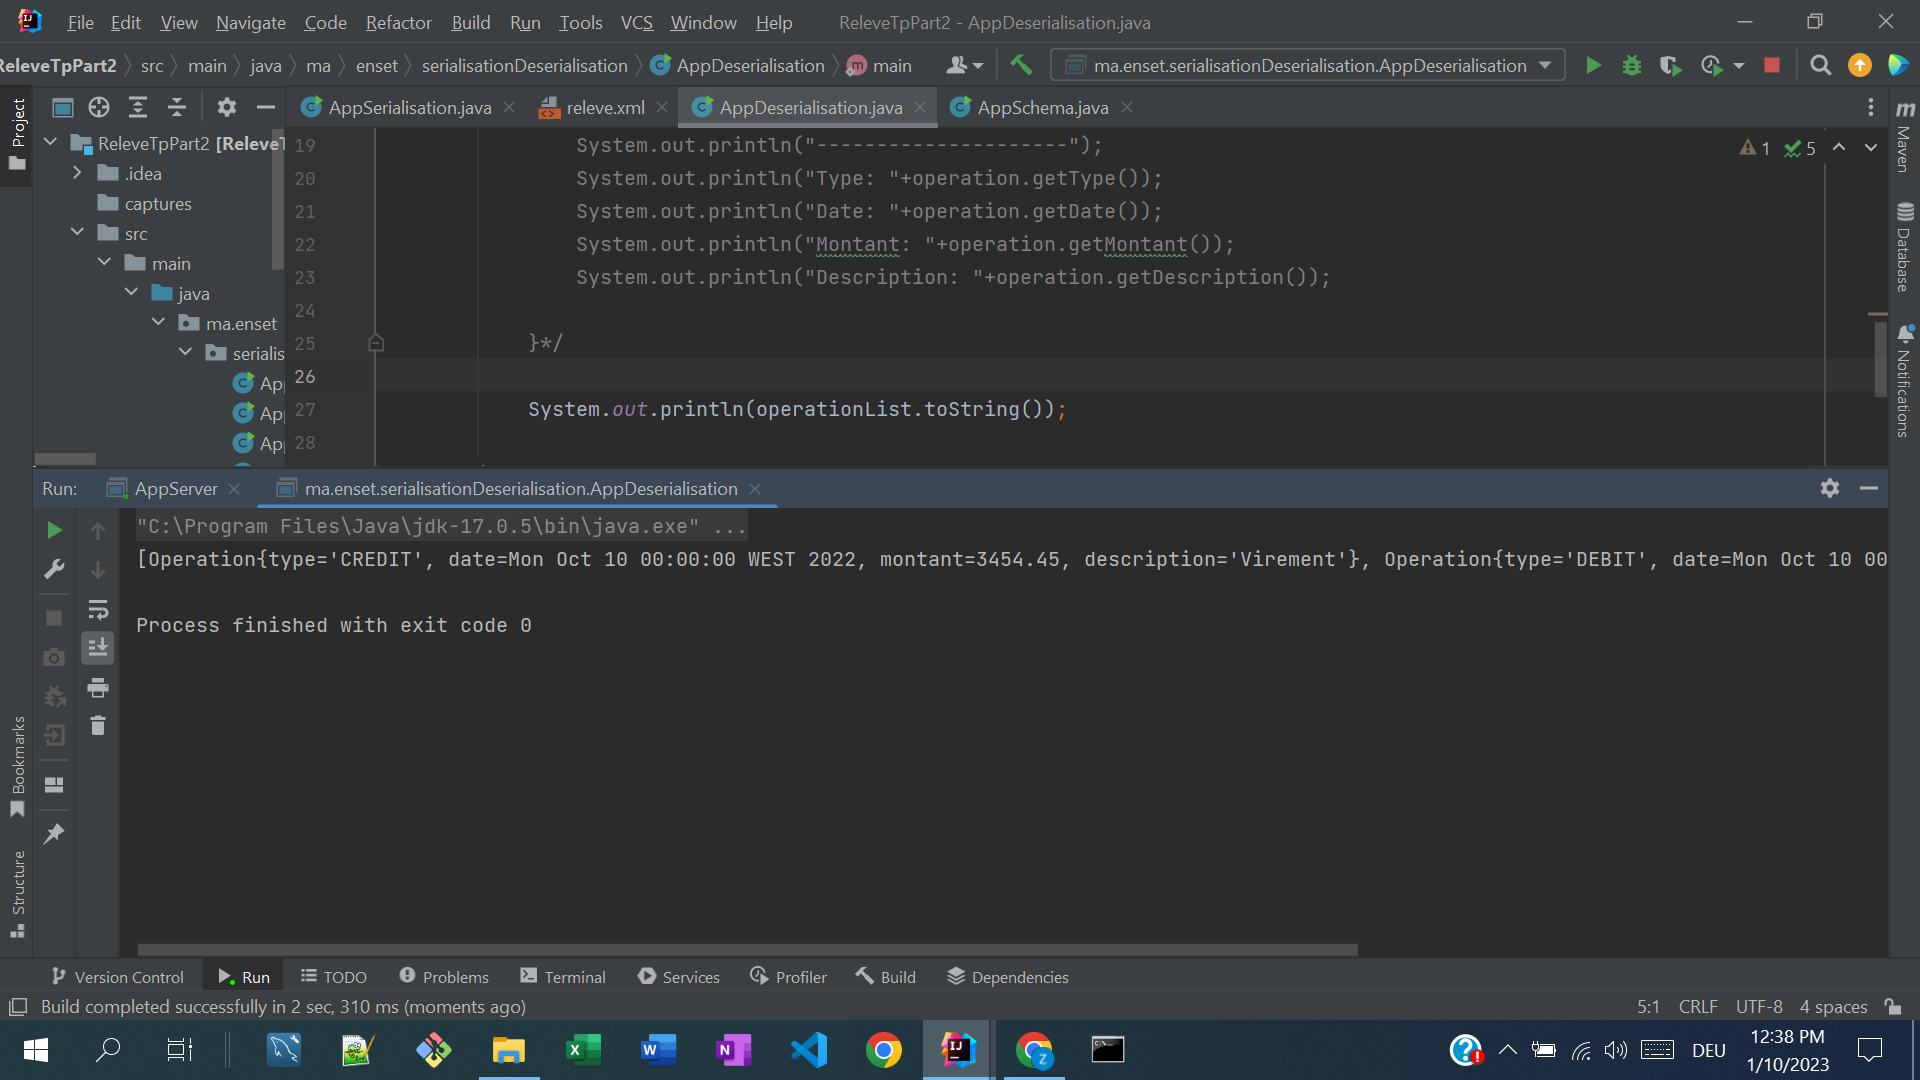 File Edit View Navigate Code Refactor Build Run Tools VCS Window Help ReleveTpPart2 - AppDeserialisation.java
ReleveTpPart2 src main java ma enset serialisationDeserialisation AppDeserialisation main ma.enset.serialisationDeserialisation.AppDeserialisation
Project
AppSerialisation.java releve.xml AppDeserialisation.java AppSchema.java
ReleveTpPart2 [ReleveT
.idea
captures
src
main
java
ma.enset
serialis
App
App
App
19 System.out.println("---------------------");
20 System.out.println("Type: "+operation.getType());
21 System.out.println("Date: "+operation.getDate());
22 System.out.println("Montant: "+operation.getMontant());
23 System.out.println("Description: "+operation.getDescription());
24
25 }*/
26
27 System.out.println(operationList.toString());
28
1 5
Maven
Database
Notifications
Run: AppServer ma.enset.serialisationDeserialisation.AppDeserialisation
"C:\Program Files\Java\jdk-17.0.5\bin\java.exe" ...
[Operation{type='CREDIT', date=Mon Oct 10 00:00:00 WEST 2022, montant=3454.45, description='Virement'}, Operation{type='DEBIT', date=Mon Oct 10 00
Process finished with exit code 0
Bookmarks
Structure
Version Control Run TODO Problems Terminal Services Profiler Build Dependencies
Build completed successfully in 2 sec, 310 ms (moments ago) 5:1 CRLF UTF-8 4 spaces
DEU 12:38 PM
1/10/2023